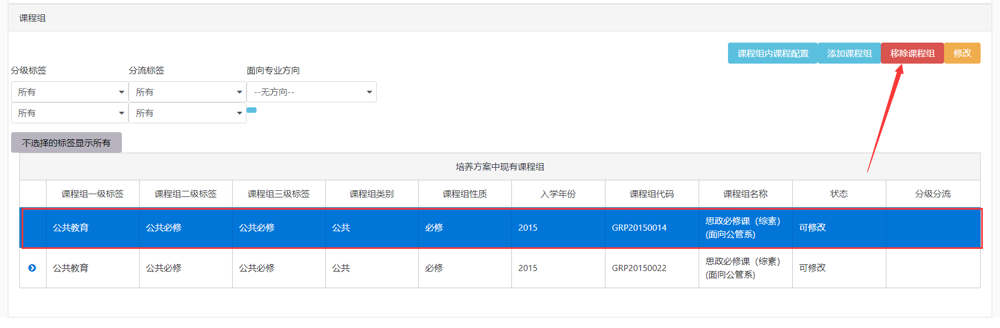 课程组
课程组内课程配置 添加课程组 移除课程组 修改
分级标签 分流标签 面向专业方向
所有 所有 --无方向--
所有 所有
不选择的标签显示所有
培养方案中现有课程组
课程组一级标签 课程组二级标签 课程组三级标签 课程组类别 课程组性质 入学年份 课程组代码 课程组名称 状态 分级分流
公共教育 公共必修 公共必修 公共 必修 2015 GRP20150014 思政必修课（综素）(面向公管系) 可修改
公共教育 公共必修 公共必修 公共 必修 2015 GRP20150022 思政必修课（综素）(面向公管系) 可修改